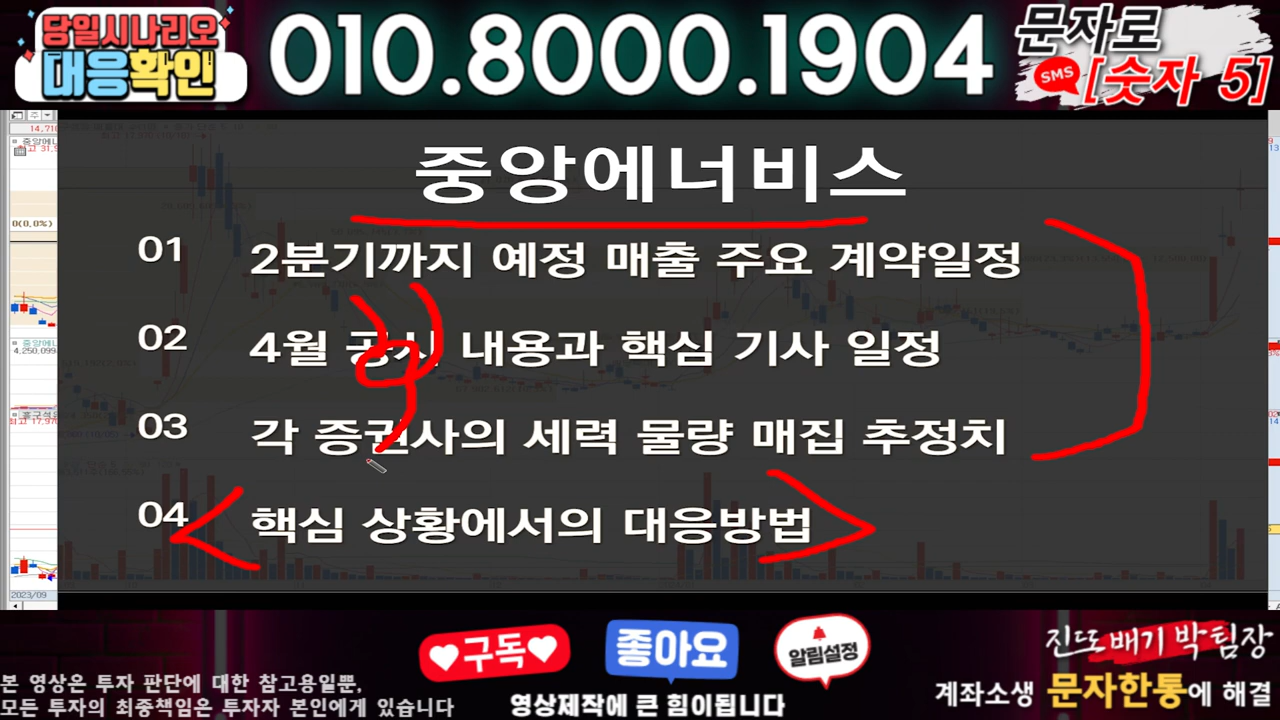 당일시나리오
대응확인
010.8000.1904
문자로
SMS
[숫자 5]
중앙에너비스
01 2분기까지 예정 매출 주요 계약일정
02 4월 공시 내용과 핵심 기사 일정
03 각 증권사의 세력 물량 매집 추정치
04 핵심 상황에서의 대응방법
0(0,0%)
2023/09
구독
좋아요
알림설정
영상제작에 큰 힘이됩니다
본 영상은 투자 판단에 대한 참고용일뿐,
모든 투자의 최종책임은 투자자 본인에게 있습니다
진또배기 박팀장
계좌소생 문자한통에 해결